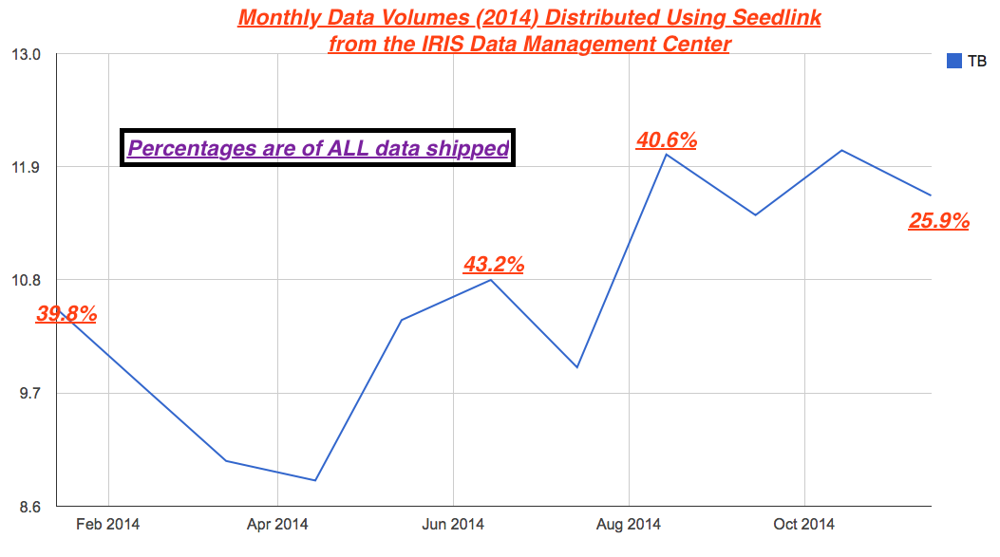 Monthly Data Volumes (2014) Distributed Using Seedlink
from the IRIS Data Management Center
13.0
TB
Percentages are of ALL data shipped
40.6%
11.9
25.9%
43.2%
10.8
39.8%
9.7
8.6
Feb 2014
Apr 2014
Jun 2014
Aug 2014
Oct 2014